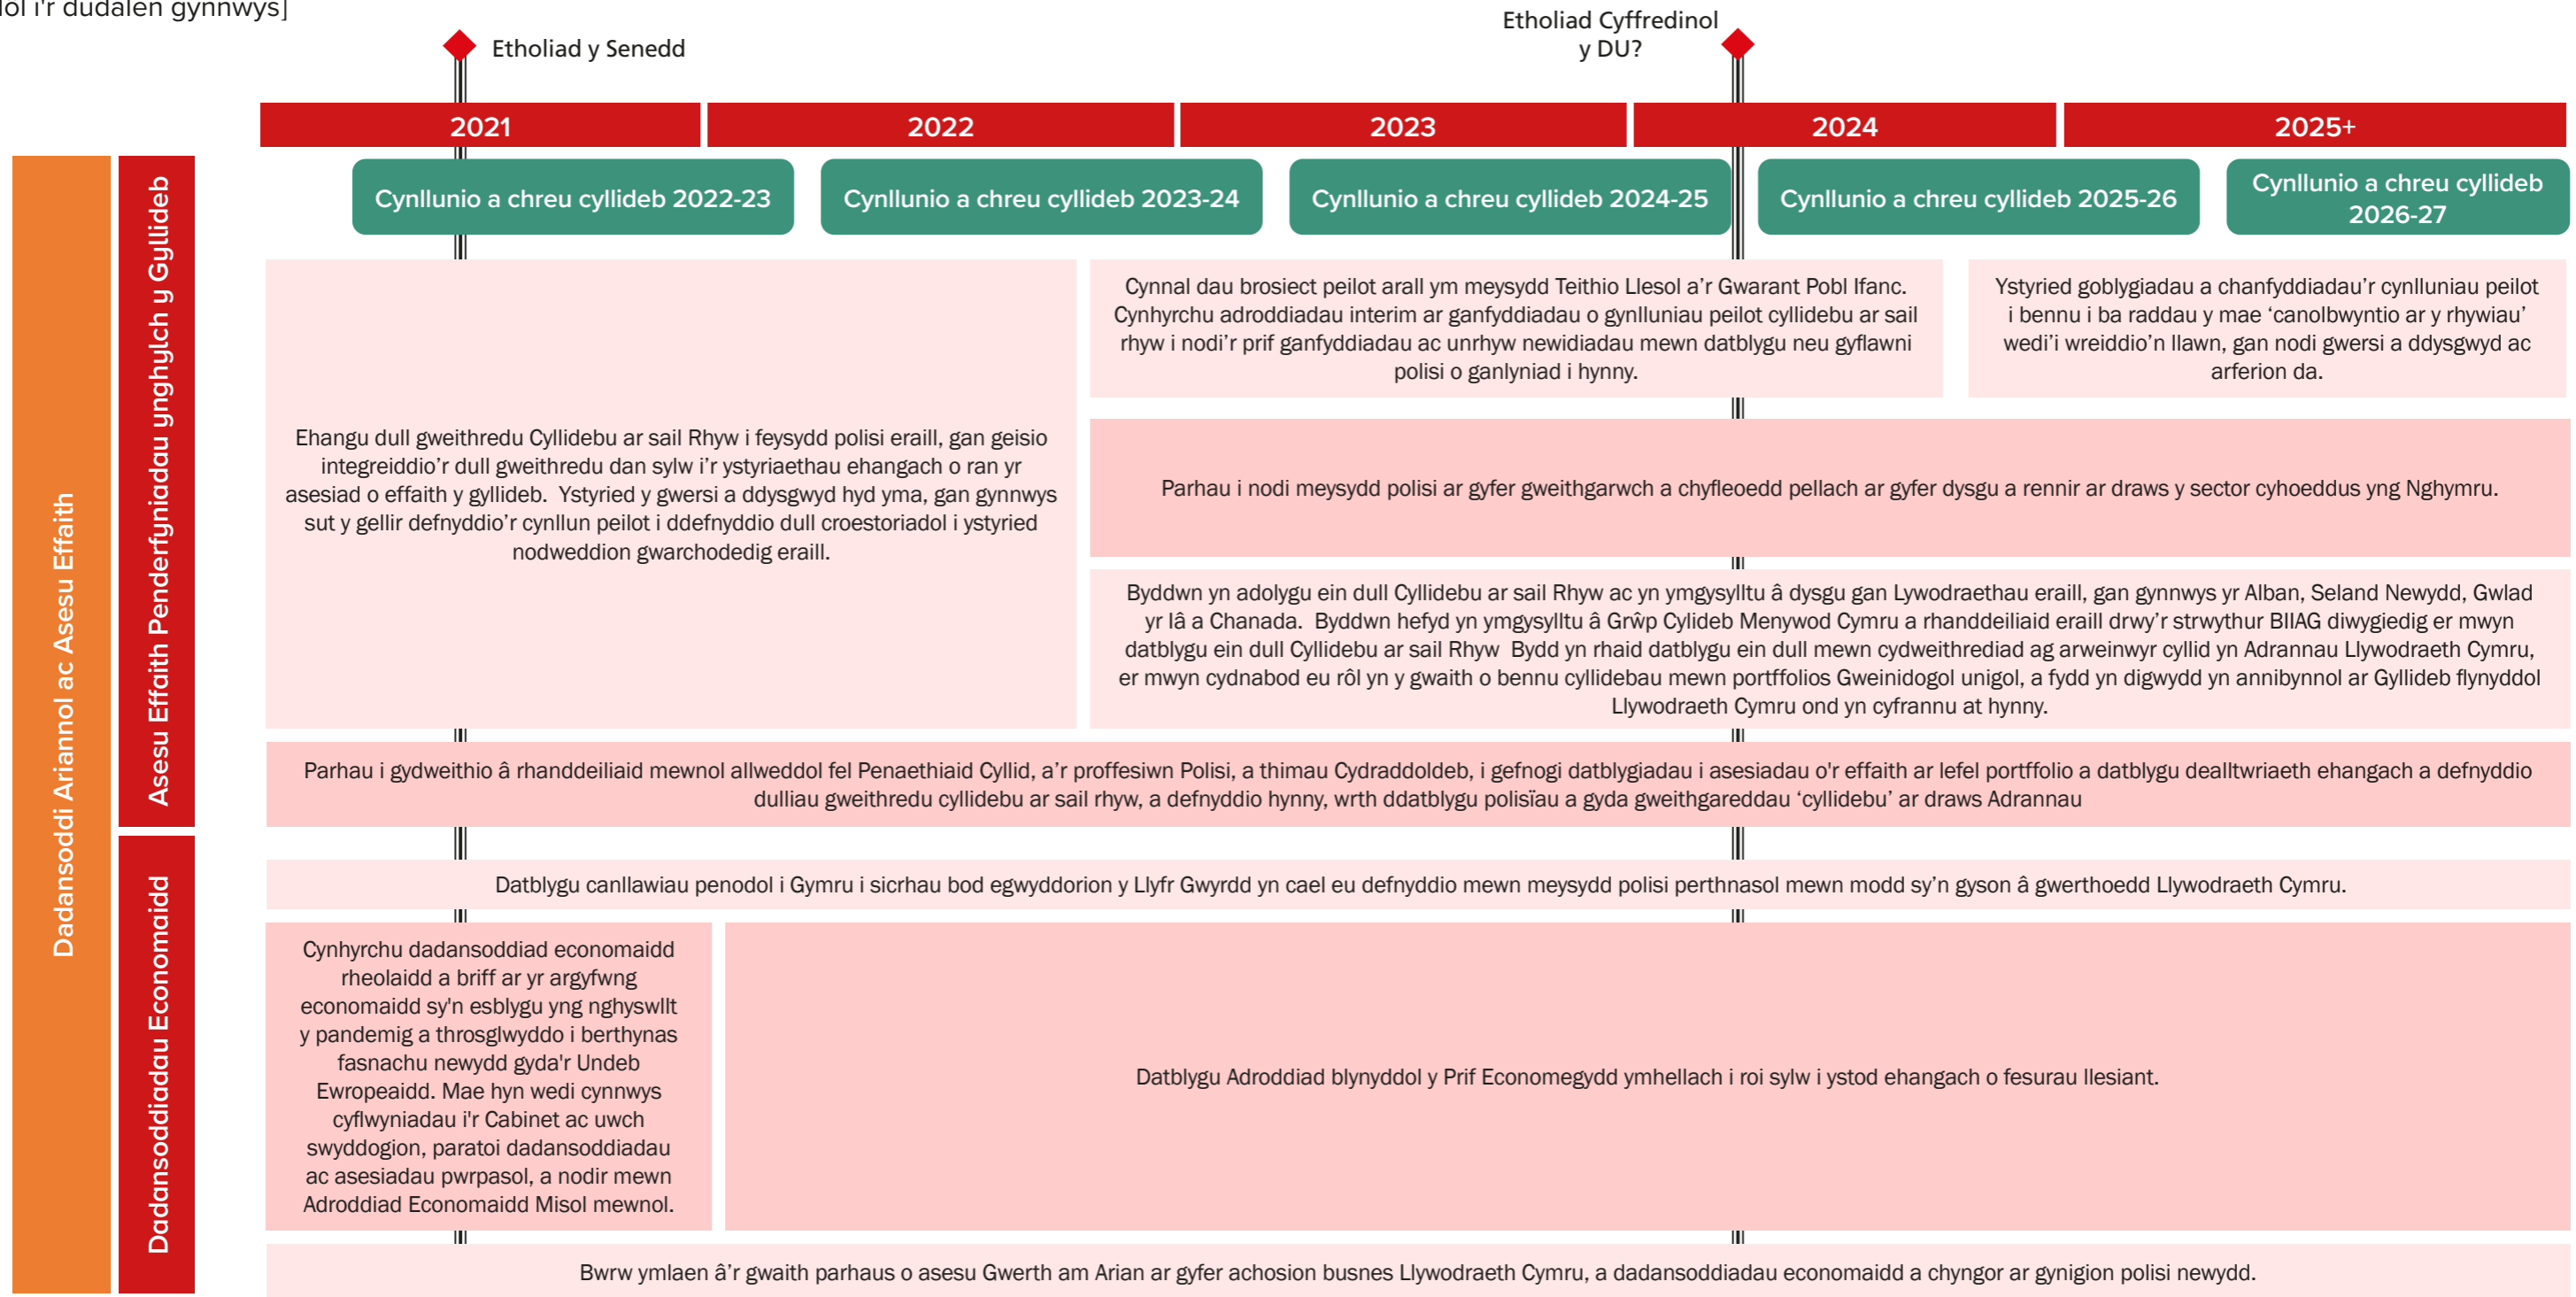 ol i'r dudalen gynnwys]
Etholiad y Senedd
Etholiad Cyffredinol
y DU?
2021
2022
2023
2024
2025+
Cynllunio a chreu cyllideb 2022-23
Cynllunio a chreu cyllideb 2023-24
Cynllunio a chreu cyllideb 2024-25
Cynllunio a chreu cyllideb 2025-26
Cynllunio a chreu cyllideb
2026-27
Dadansoddi Ariannol ac Asesu Effaith
Asesu Effaith Penderfyniadau ynghylch y Gyllideb
Ehangu dull gweithredu Cyllidebu ar sail Rhyw i feysydd polisi eraill, gan geisio
integreiddio’r dull gweithredu dan sylw i’r ystyriaethau ehangach o ran yr
asesiad o effaith y gyllideb.  Ystyried y gwersi a ddysgwyd hyd yma, gan gynnwys
sut y gellir defnyddio’r cynllun peilot i ddefnyddio dull croestoriadol i ystyried
nodweddion gwarchodedig eraill.
Cynnal dau brosiect peilot arall ym meysydd Teithio Llesol a’r Gwarant Pobl Ifanc.
Cynhyrchu adroddiadau interim ar ganfyddiadau o gynlluniau peilot cyllidebu ar sail
rhyw i nodi’r prif ganfyddiadau ac unrhyw newidiadau mewn datblygu neu gyflawni
polisi o ganlyniad i hynny.
Ystyried goblygiadau a chanfyddiadau’r cynlluniau peilot
i bennu i ba raddau y mae ‘canolbwyntio ar y rhywiau’
wedi’i wreiddio’n llawn, gan nodi gwersi a ddysgwyd ac
arferion da.
Parhau i nodi meysydd polisi ar gyfer gweithgarwch a chyfleoedd pellach ar gyfer dysgu a rennir ar draws y sector cyhoeddus yng Nghymru.
Byddwn yn adolygu ein dull Cyllidebu ar sail Rhyw ac yn ymgysylltu â dysgu gan Lywodraethau eraill, gan gynnwys yr Alban, Seland Newydd, Gwlad
yr Iâ a Chanada.  Byddwn hefyd yn ymgysylltu â Grŵp Cylideb Menywod Cymru a rhanddeiliaid eraill drwy’r strwythur BIIAG diwygiedig er mwyn
datblygu ein dull Cyllidebu ar sail Rhyw  Bydd yn rhaid datblygu ein dull mewn cydweithrediad ag arweinwyr cyllid yn Adrannau Llywodraeth Cymru,
er mwyn cydnabod eu rôl yn y gwaith o bennu cyllidebau mewn portffolios Gweinidogol unigol, a fydd yn digwydd yn annibynnol ar Gyllideb flynyddol
Llywodraeth Cymru ond yn cyfrannu at hynny.
Parhau i gydweithio â rhanddeiliaid mewnol allweddol fel Penaethiaid Cyllid, a’r proffesiwn Polisi, a thimau Cydraddoldeb, i gefnogi datblygiadau i asesiadau o'r effaith ar lefel portffolio a datblygu dealltwriaeth ehangach a defnyddio
dulliau gweithredu cyllidebu ar sail rhyw, a defnyddio hynny, wrth ddatblygu polisïau a gyda gweithgareddau ‘cyllidebu’ ar draws Adrannau
Dadansoddiadau Economaidd
Datblygu canllawiau penodol i Gymru i sicrhau bod egwyddorion y Llyfr Gwyrdd yn cael eu defnyddio mewn meysydd polisi perthnasol mewn modd sy’n gyson â gwerthoedd Llywodraeth Cymru.
Cynhyrchu dadansoddiad economaidd
rheolaidd a briff ar yr argyfwng
economaidd sy'n esblygu yng nghyswllt
y pandemig a throsglwyddo i berthynas
fasnachu newydd gyda'r Undeb
Ewropeaidd. Mae hyn wedi cynnwys
cyflwyniadau i'r Cabinet ac uwch
swyddogion, paratoi dadansoddiadau
ac asesiadau pwrpasol, a nodir mewn
Adroddiad Economaidd Misol mewnol.
Datblygu Adroddiad blynyddol y Prif Economegydd ymhellach i roi sylw i ystod ehangach o fesurau llesiant.
Bwrw ymlaen â’r gwaith parhaus o asesu Gwerth am Arian ar gyfer achosion busnes Llywodraeth Cymru, a dadansoddiadau economaidd a chyngor ar gynigion polisi newydd.